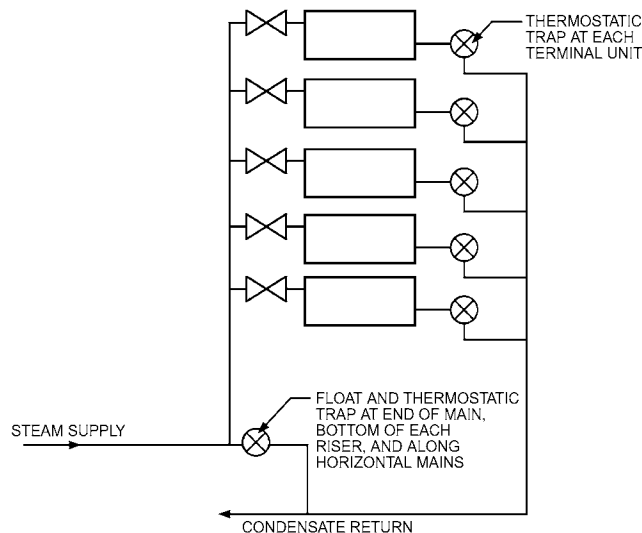 THERMOSTATIC
TRAP AT EACH
TERMINAL UNIT
FLOAT AND THERMOSTATIC
TRAP AT END OF MAIN,
BOTTOM OF EACH
RISER, AND ALONG
HORIZONTAL MAINS
STEAM SUPPLY
CONDENSATE RETURN